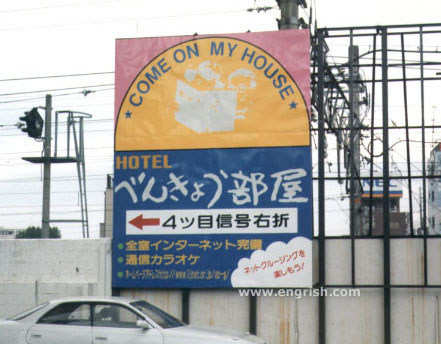 ★COME ON MY HOUSE★
HOTEL
べんきょう部屋
←4ツ目信号右折
●全室インターネット完備
●通信カラオケ
ネットクルージングを
楽しもう!
www.engrish.com